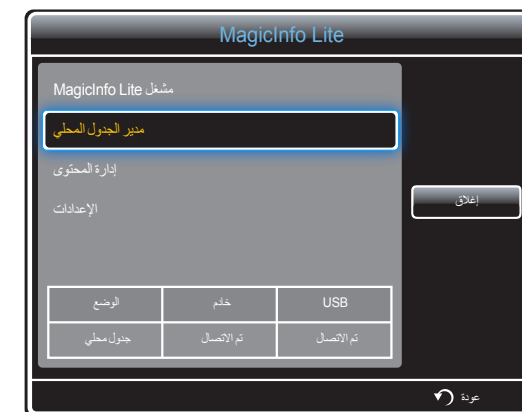 MagicInfo Lite
مشغل MagicInfo Lite
مدير الجدول المحلي
إدارة المحتوى
الإعدادات
إغلاق
الوضع خادم USB
جدول محلي تم الاتصال تم الاتصال
عودة